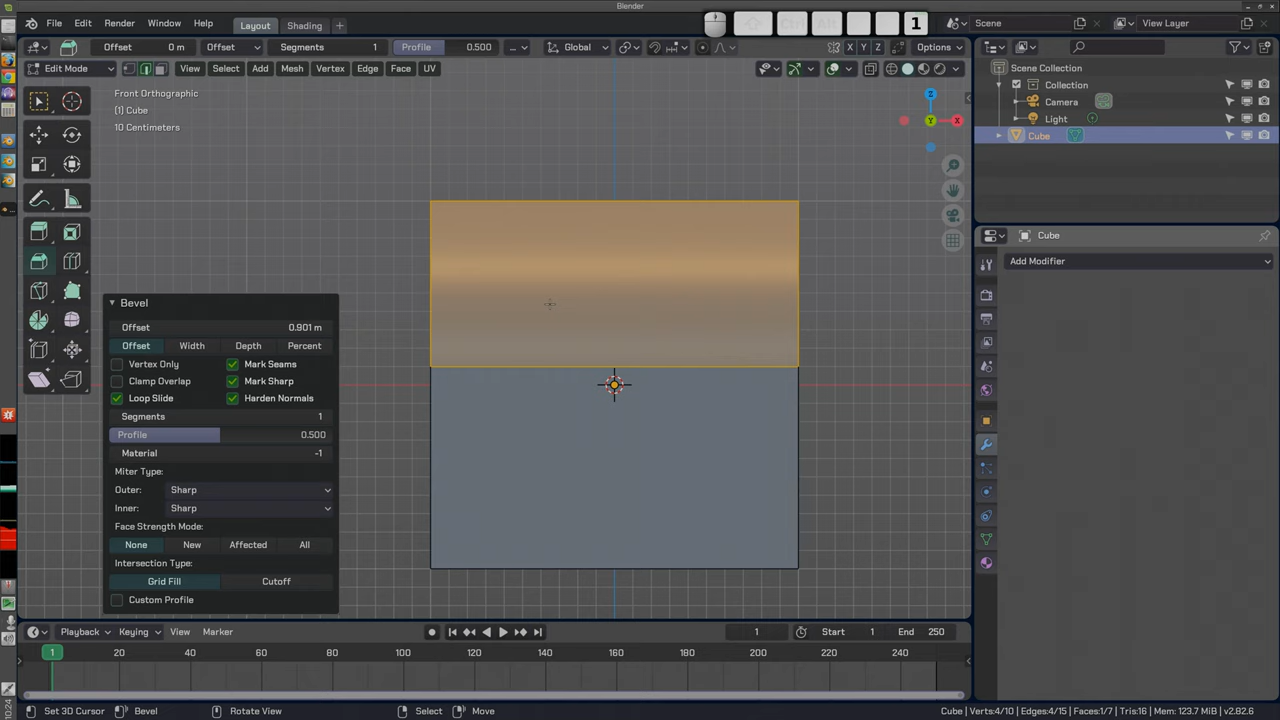 Blender
Edit
Render
Window
Help
Layout
Shading
+
Ctrl
Alt
1
Scene
View Layer
Offset
0 m
Offset
Segments
1
Profile
0.500
Global
X
Y
Z
Options
Edit Mode
View
Select
Add
Mesh
Vertex
Edge
Face
UV
Front Orthographic
(1) Cube
10 Centimeters
Z
X
Y
Scene Collection
Collection
Camera
Light
Cube
Cube
Add Modifier
Bevel
Offset 0.901 m
Offset Width Depth Percent
Vertex Only Mark Seams
Clamp Overlap Mark Sharp
Loop Slide Harden Normals
Segments 1
Profile 0.500
Material -1
Miter Type:
Outer: Sharp
Inner: Sharp
Face Strength Mode:
None New Affected All
Intersection Type:
Grid Fill Cutoff
Custom Profile
Playback
Keying
View
Marker
1
Start 1
End 250
1 20 40 60 80 100 120 140 160 180 200 220 240
10:24
Set 3D Cursor
Bevel
Rotate View
Select
Move
Cube | Verts:4/10 | Edges:4/15 | Faces:1/7 | Tris:16 | Mem: 123.7 MiB | v2.82.6